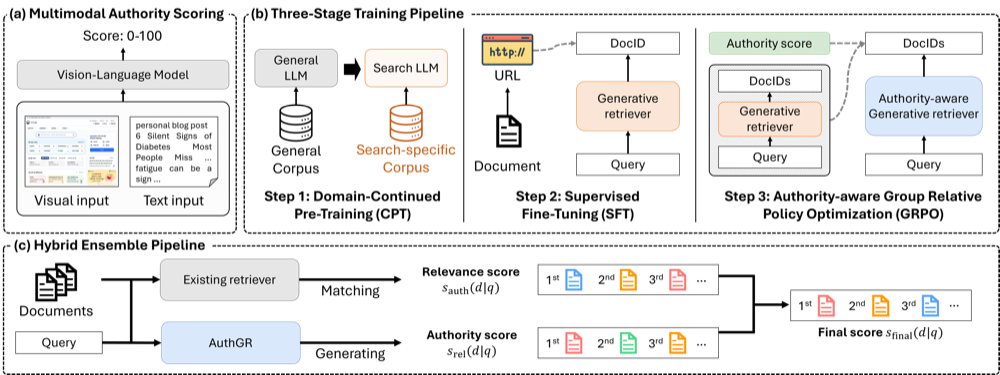 (a) Multimodal Authority Scoring
Score: 0-100
Vision-Language Model
personal blog post
6 Silent Signs of
Diabetes Most
People Miss ...
fatigue can be a
sign ...
Visual input
Text input
(b) Three-Stage Training Pipeline
General
LLM
Search LLM
General
Corpus
Search-specific
Corpus
Step 1: Domain-Continued
Pre-Training (CPT)
http://
URL
Document
DocID
Generative
retriever
Query
Step 2: Supervised
Fine-Tuning (SFT)
Authority score
DocIDs
Generative
retriever
Query
DocIDs
Authority-aware
Generative retriever
Query
Step 3: Authority-aware Group Relative
Policy Optimization (GRPO)
(c) Hybrid Ensemble Pipeline
Documents
Query
Existing retriever
AuthGR
Matching
Generating
Relevance score
s_auth(d|q)
1st 2nd 3rd ...
Authority score
s_rel(d|q)
1st 2nd 3rd ...
1st 2nd 3rd ...
Final score s_final(d|q)